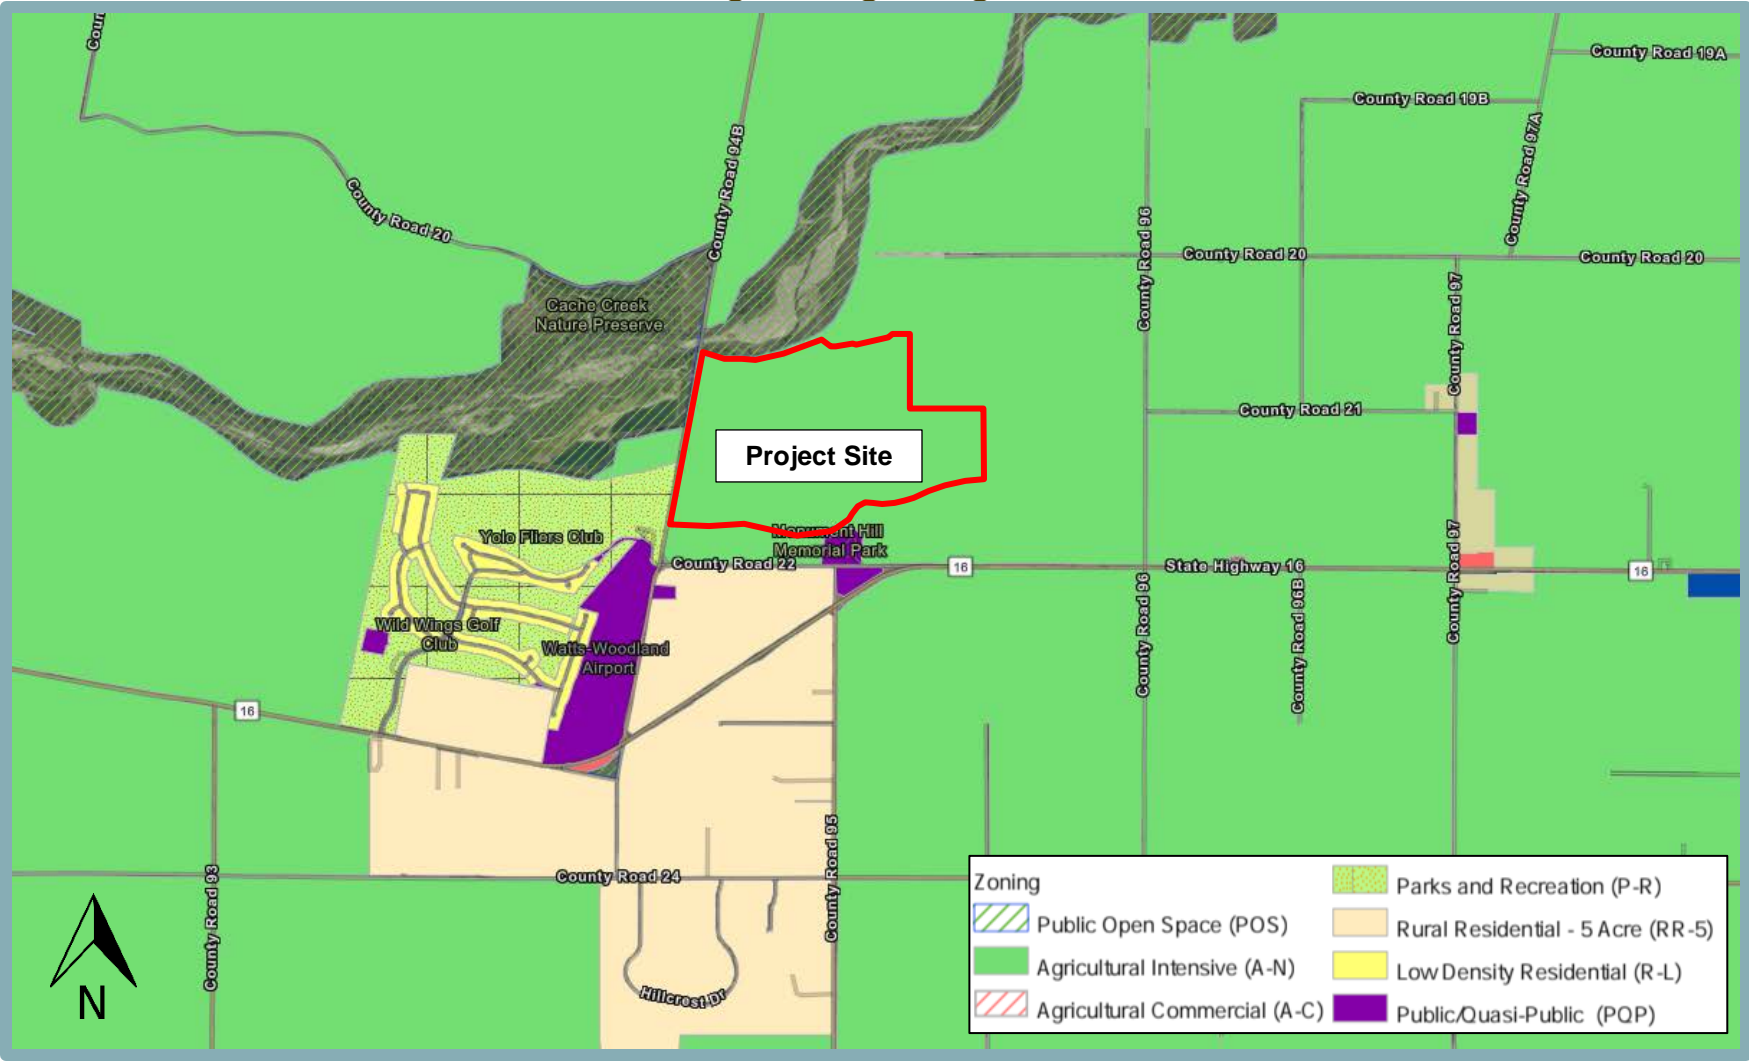 Coun
County Road 19A
County Road 19B
County Road 97A
County Road 94B
County Road 20
County Road 96
County Road 20
County Road 20
County Road 97
Cache Creek
Nature Preserve
County Road 21
Project Site
Yolo Fliers Club
Monument Hill
Memorial Park
County Road 22
16
State Highway 16
16
County Road 96
County Road 96B
County Road 97
Wild Wings Golf
Club
Watts-Woodland
Airport
16
County Road 93
County Road 24
County Road 95
Hillcrest Dr
N
Zoning
Public Open Space (POS)
Agricultural Intensive (A-N)
Agricultural Commercial (A-C)
Parks and Recreation (P-R)
Rural Residential - 5 Acre (RR-5)
Low Density Residential (R-L)
Public/Quasi-Public (PQP)